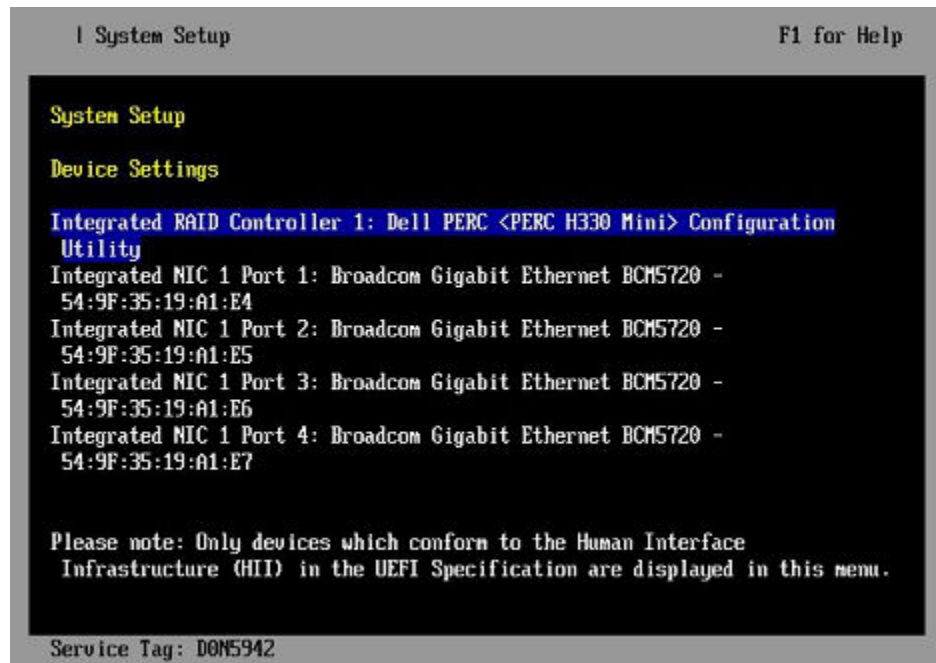 | System Setup F1 for Help
System Setup
Device Settings
Integrated RAID Controller 1: Dell PERC <PERC H330 Mini> Configuration
Utility
Integrated NIC 1 Port 1: Broadcom Gigabit Ethernet BCM5720 -
54:9F:35:19:A1:E4
Integrated NIC 1 Port 2: Broadcom Gigabit Ethernet BCM5720 -
54:9F:35:19:A1:E5
Integrated NIC 1 Port 3: Broadcom Gigabit Ethernet BCM5720 -
54:9F:35:19:A1:E6
Integrated NIC 1 Port 4: Broadcom Gigabit Ethernet BCM5720 -
54:9F:35:19:A1:E7
Please note: Only devices which conform to the Human Interface
Infrastructure (HII) in the UEFI Specification are displayed in this menu.
Service Tag: D0N5942